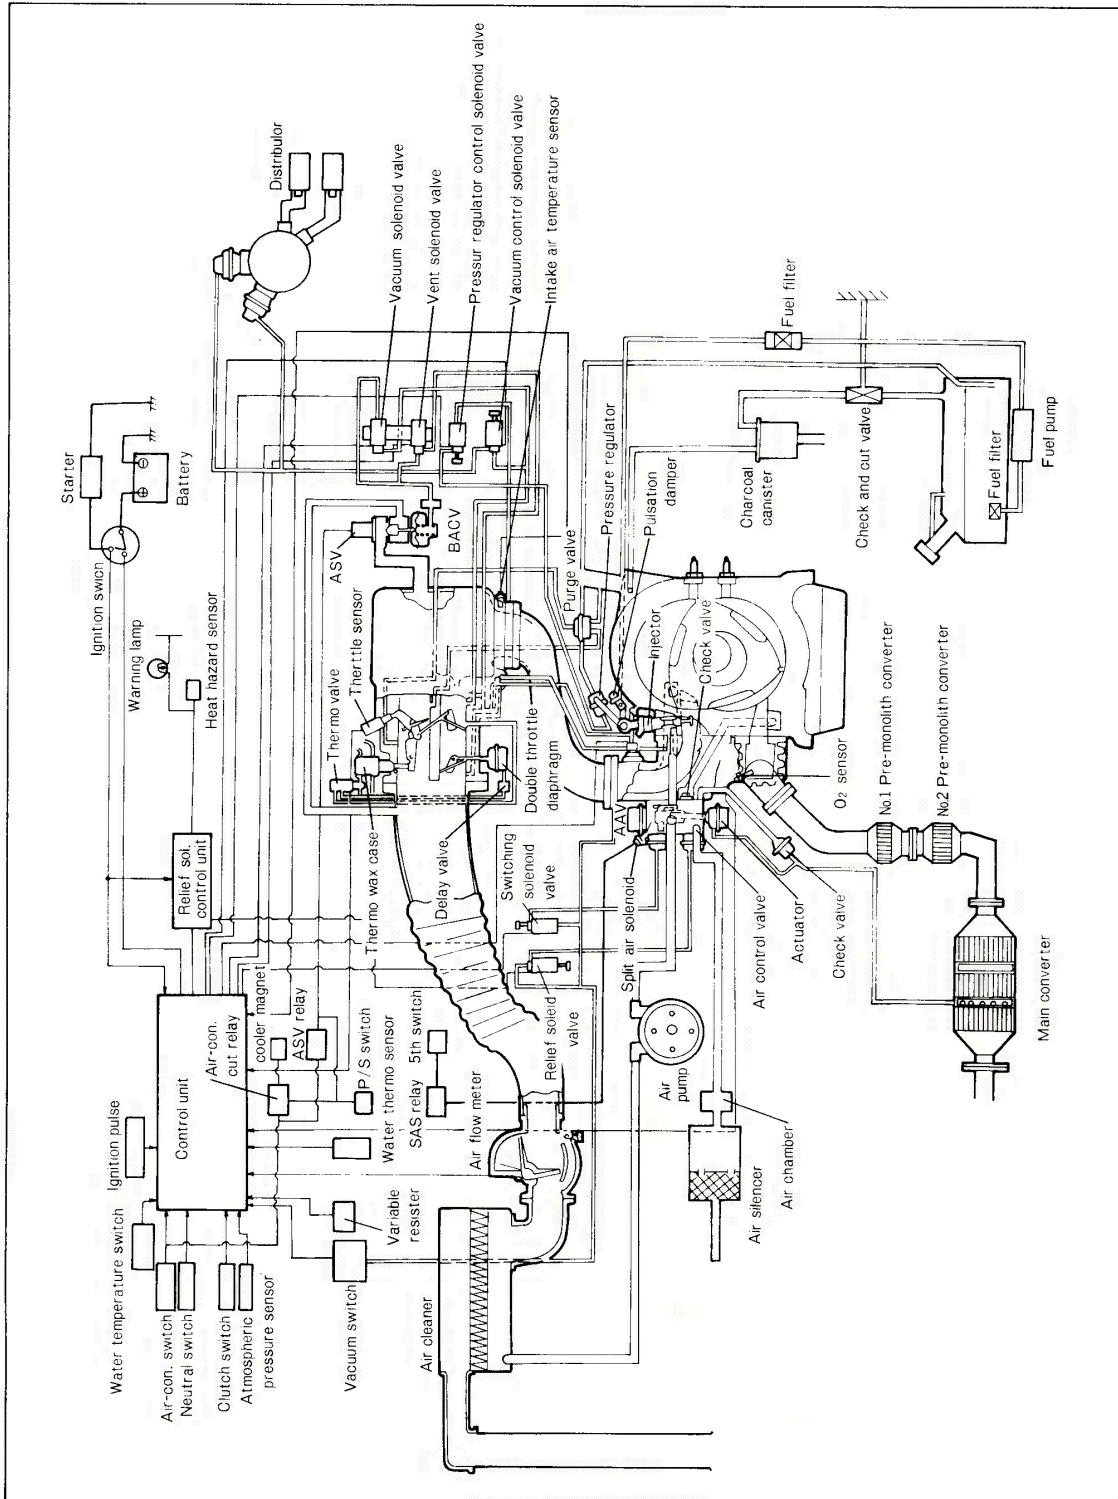 Starter
Battery
Ignition swich
Warning lamp
Heat hazard sensor
Relief sol.
control unit
Distribulor
Vacuum solenoid valve
Vent solenoid valve
Pressur regulator control solenoid valve
Vacuum control solenoid valve
Intake air temperature sensor
ASV
BACV
Therttle sensor
Thermo valve
Thermo wax case
Delay valve
Double throttle
diaphragm
Purge valve
Pressure regulator
Pulsation
damper
Injector
Check valve
Fuel filter
Charcoal
canister
Check and cut valve
Fuel filter
Fuel pump
Ignition pulse
Control unit
Air-con.
cut relay
cooler magnet
ASV relay
P/S switch
Water thermo sensor
SAS relay
5th switch
Air flow meter
Water temperature switch
Air-con. switch
Neutral switch
Clutch switch
Atmospheric
pressure sensor
Vacuum switch
Variable
resister
Air cleaner
Switching
solenoid
valve
Relief soleid
valve
AAV
Split air solenoid
Air
pump
Air control valve
Actuator
Check valve
O2 sensor
No.1 Pre-monolith converter
No.2 Pre-monolith converter
Air silencer
Air chamber
Main converter